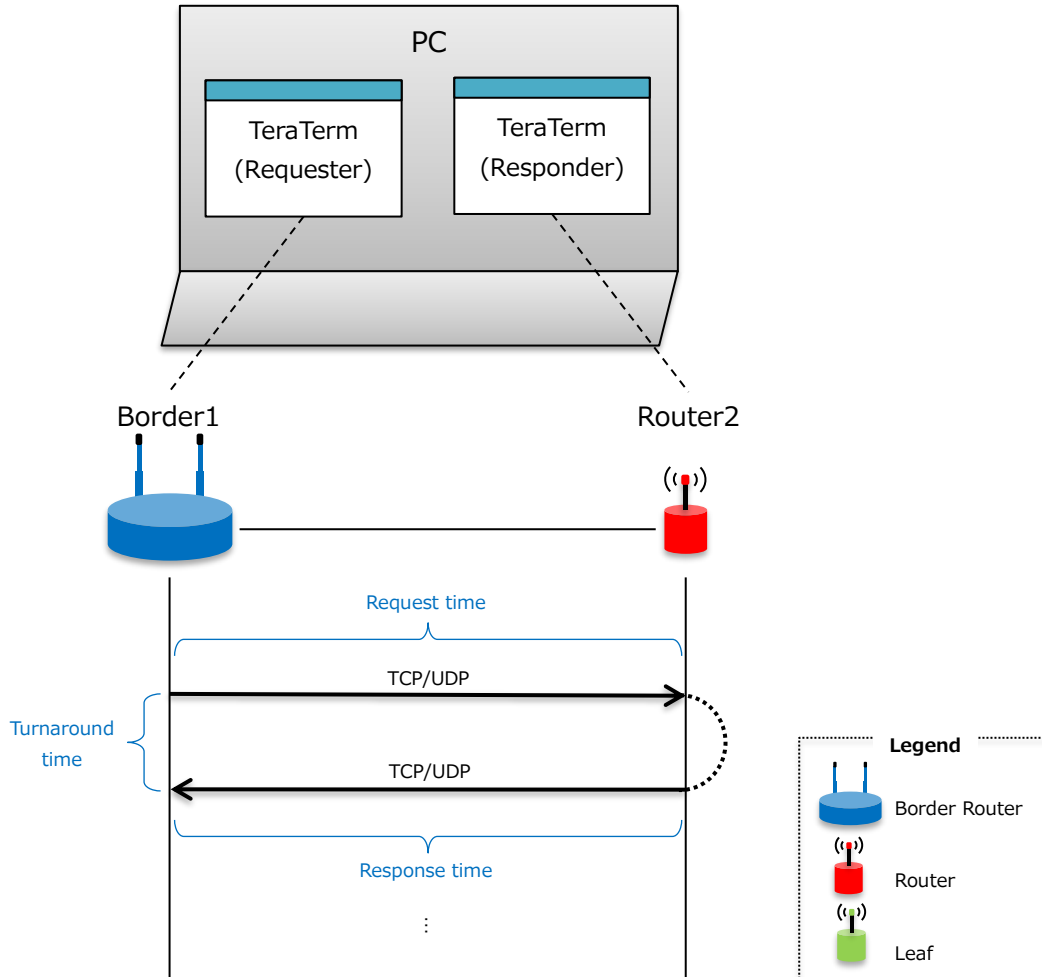 PC
TeraTerm
(Requester)
TeraTerm
(Responder)
Border1
Router2
Request time
TCP/UDP
Turnaround
time
TCP/UDP
Response time
⋮
Legend
Border Router
Router
Leaf